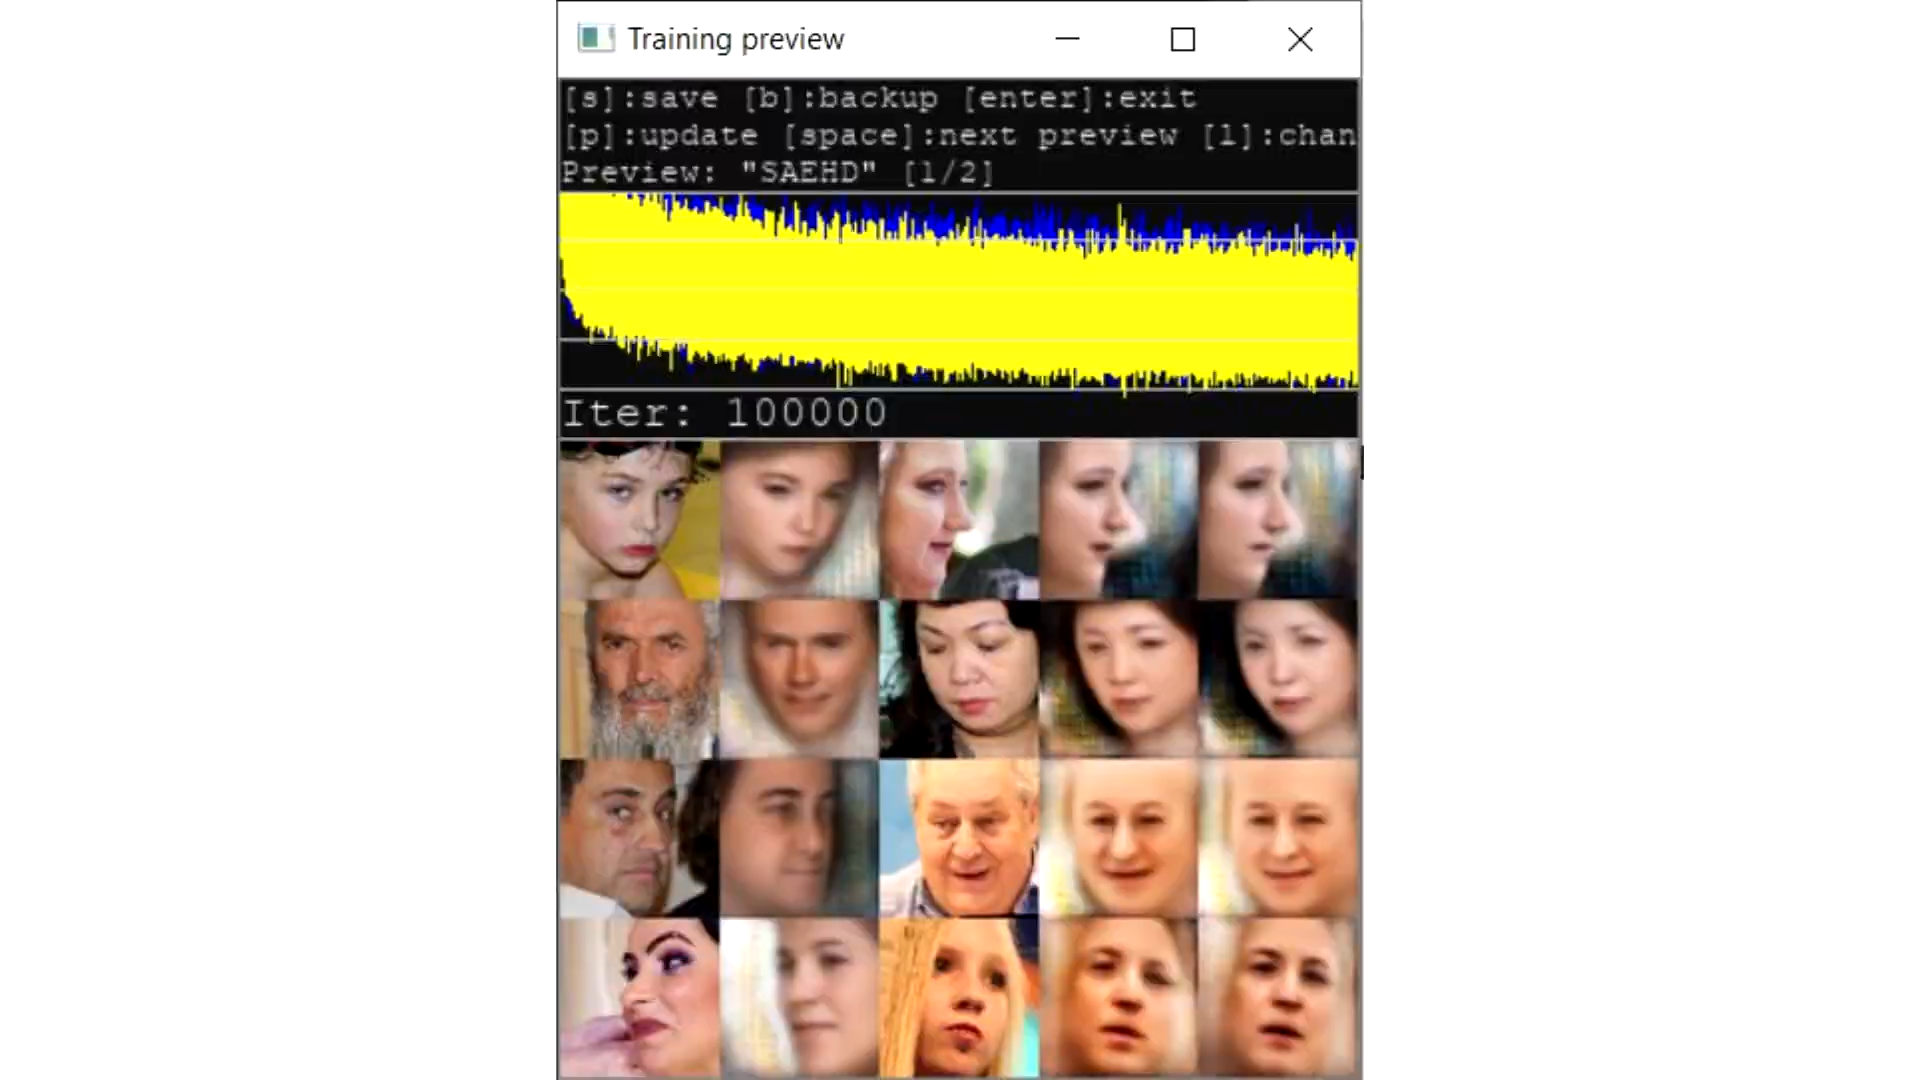 Training preview
[s]:save [b]:backup [enter]:exit
[p]:update [space]:next preview [l]:chan
Preview: "SAEHD" [1/2]
Iter: 100000